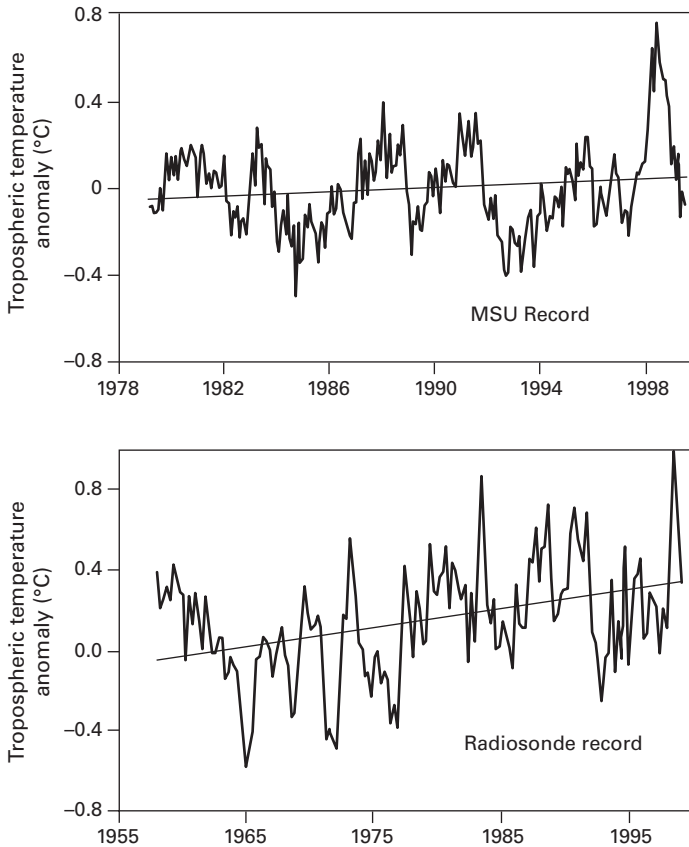 0.8
0.4
0
−0.4
−0.8
Tropospheric temperature
anomaly (°C)
MSU Record
1978 1982 1986 1990 1994 1998
0.8
0.4
0.0
−0.4
−0.8
Tropospheric temperature
anomaly (°C)
Radiosonde record
1955 1965 1975 1985 1995